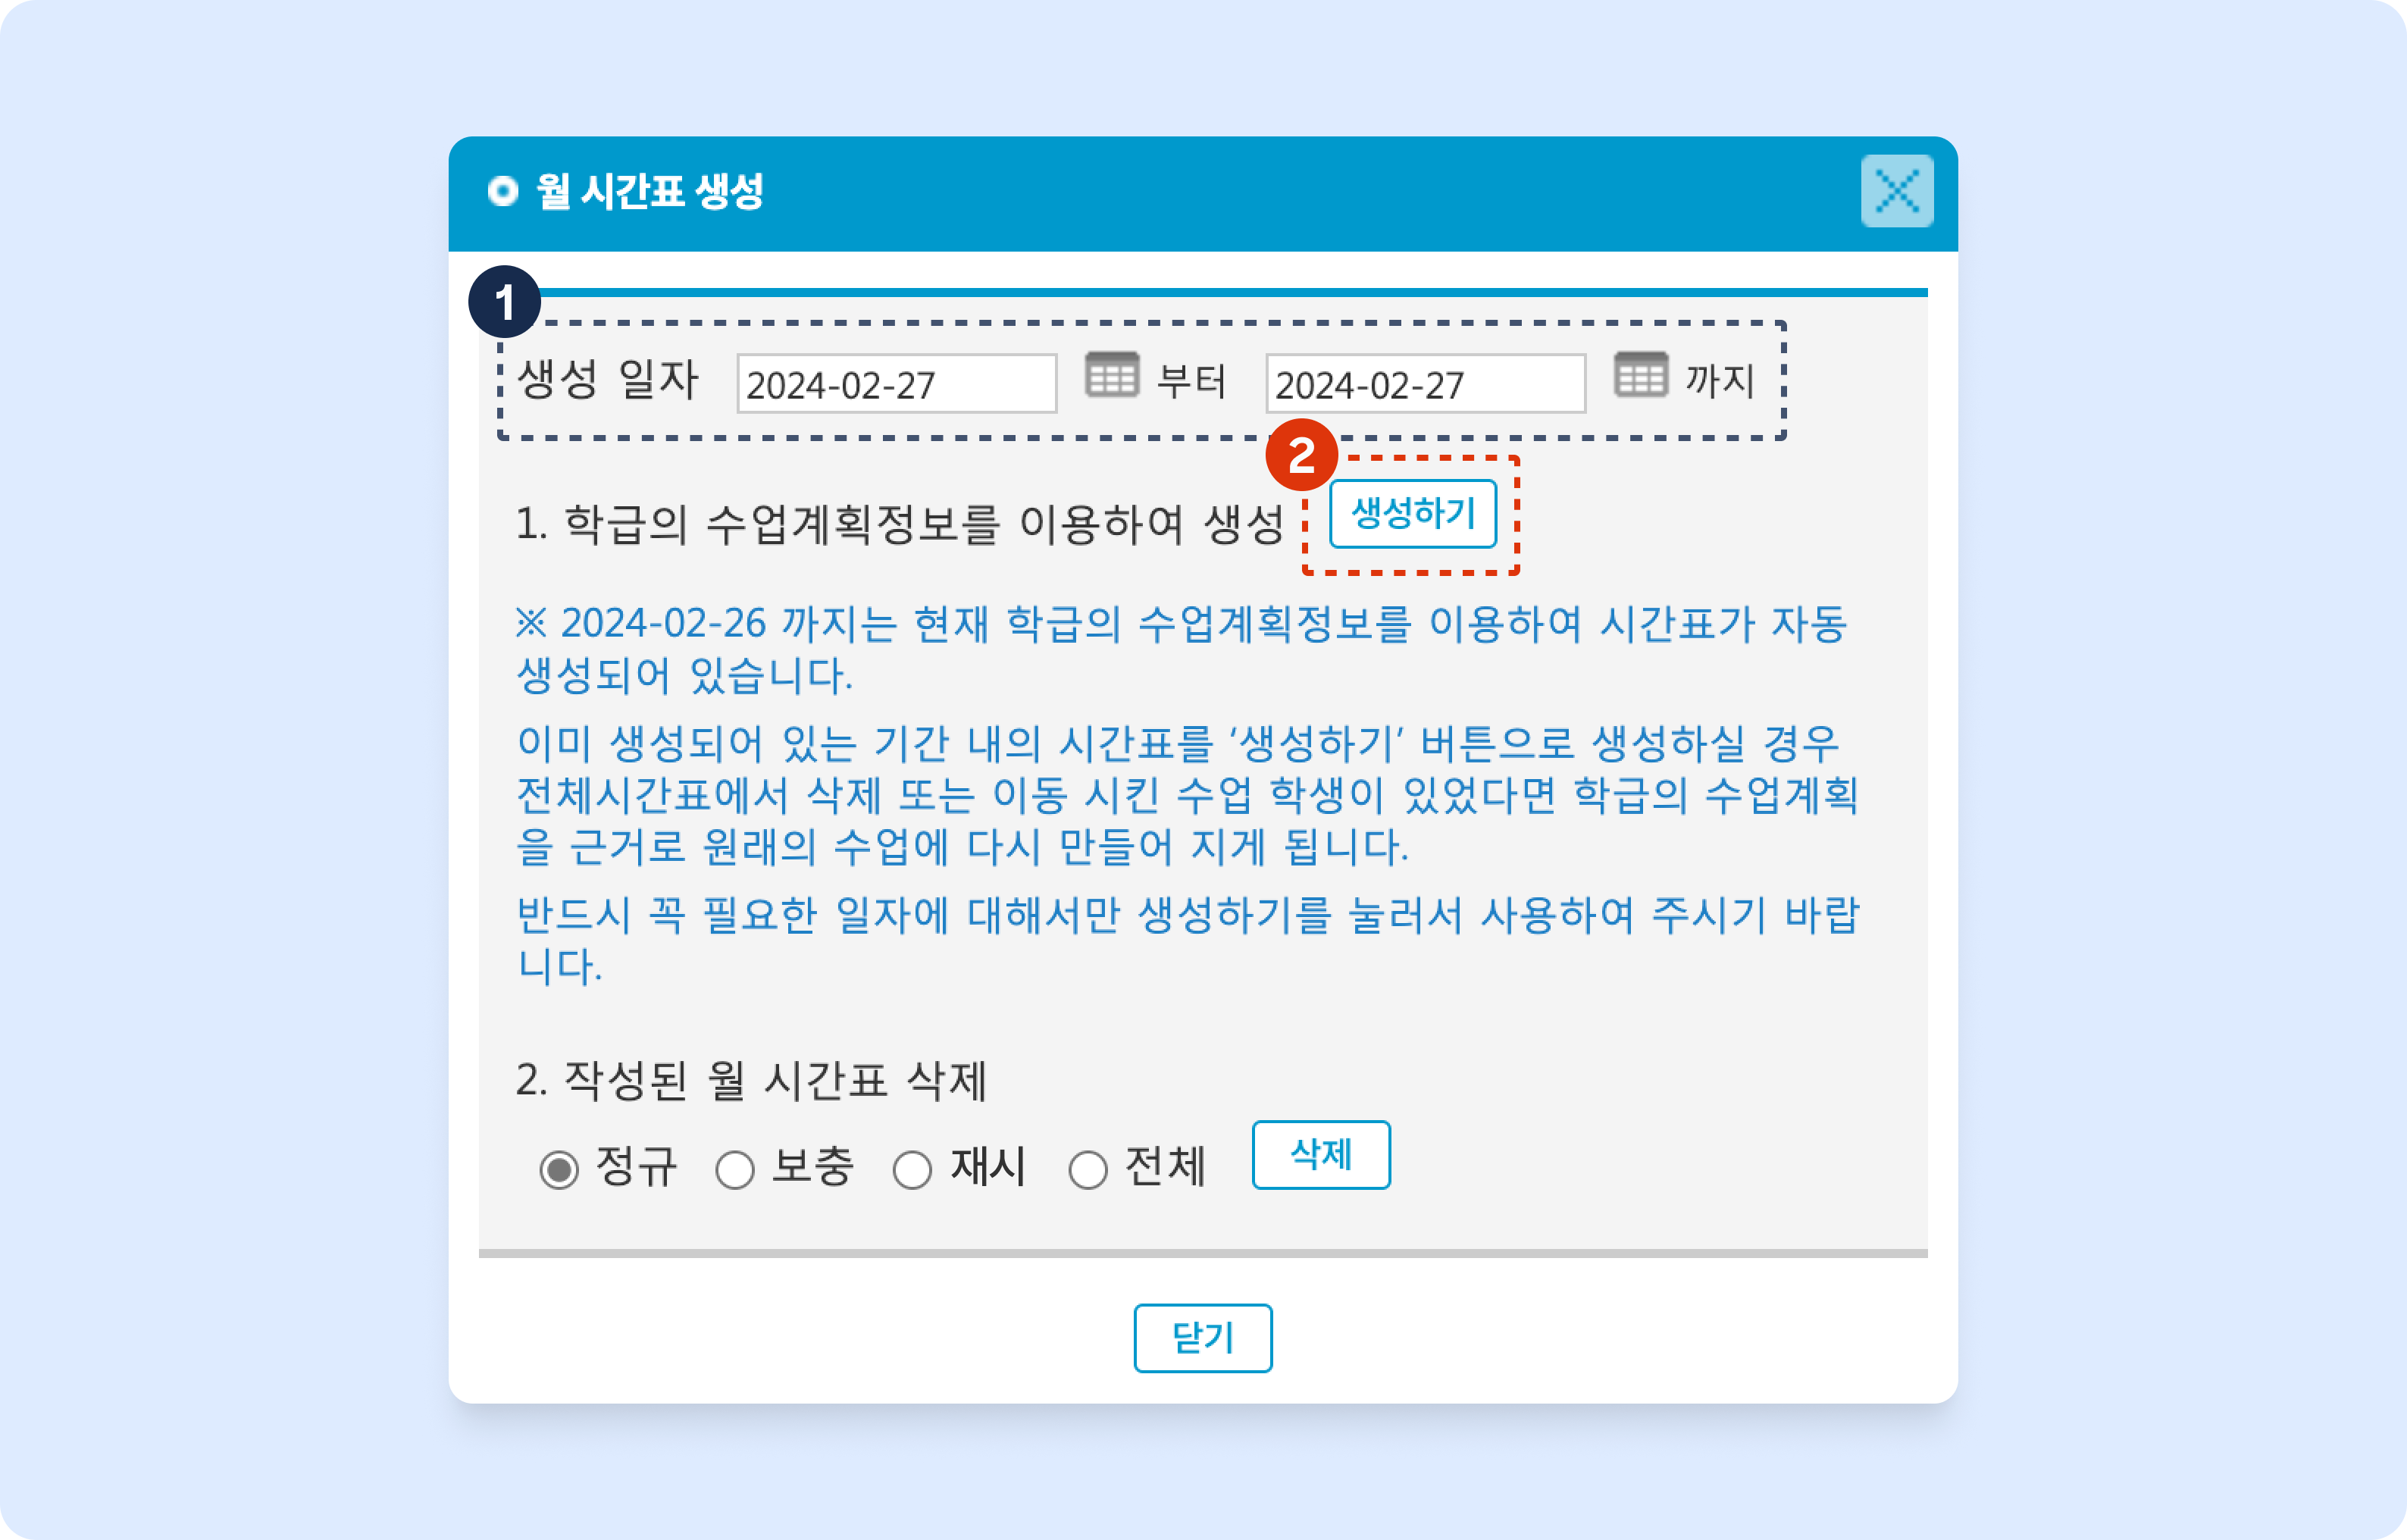 월 시간표 생성
1
생성 일자 2024-02-27 부터 2024-02-27 까지
2
1. 학급의 수업계획정보를 이용하여 생성 생성하기
※ 2024-02-26 까지는 현재 학급의 수업계획정보를 이용하여 시간표가 자동
생성되어 있습니다.
이미 생성되어 있는 기간 내의 시간표를 ‘생성하기’ 버튼으로 생성하실 경우
전체시간표에서 삭제 또는 이동 시킨 수업 학생이 있었다면 학급의 수업계획
을 근거로 원래의 수업에 다시 만들어 지게 됩니다.
반드시 꼭 필요한 일자에 대해서만 생성하기를 눌러서 사용하여 주시기 바랍
니다.
2. 작성된 월 시간표 삭제
정규 보충 재시 전체 삭제
닫기